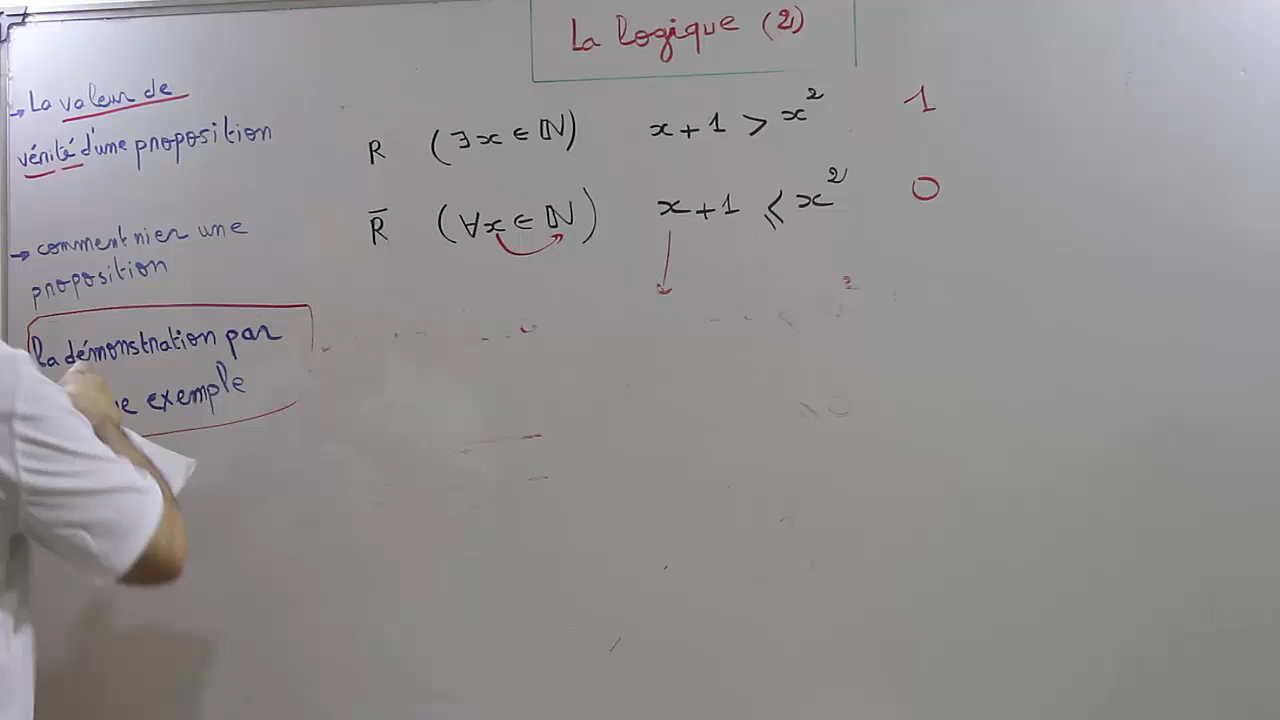 La logique (2)
→ La valeur de
vérité d'une proposition
→ comment nier une
proposition
la démonstration par
exemple
R (∃x ∈ ℕ) x+1 > x² 1
R̅ (∀x ∈ ℕ) x+1 ⩽ x² 0